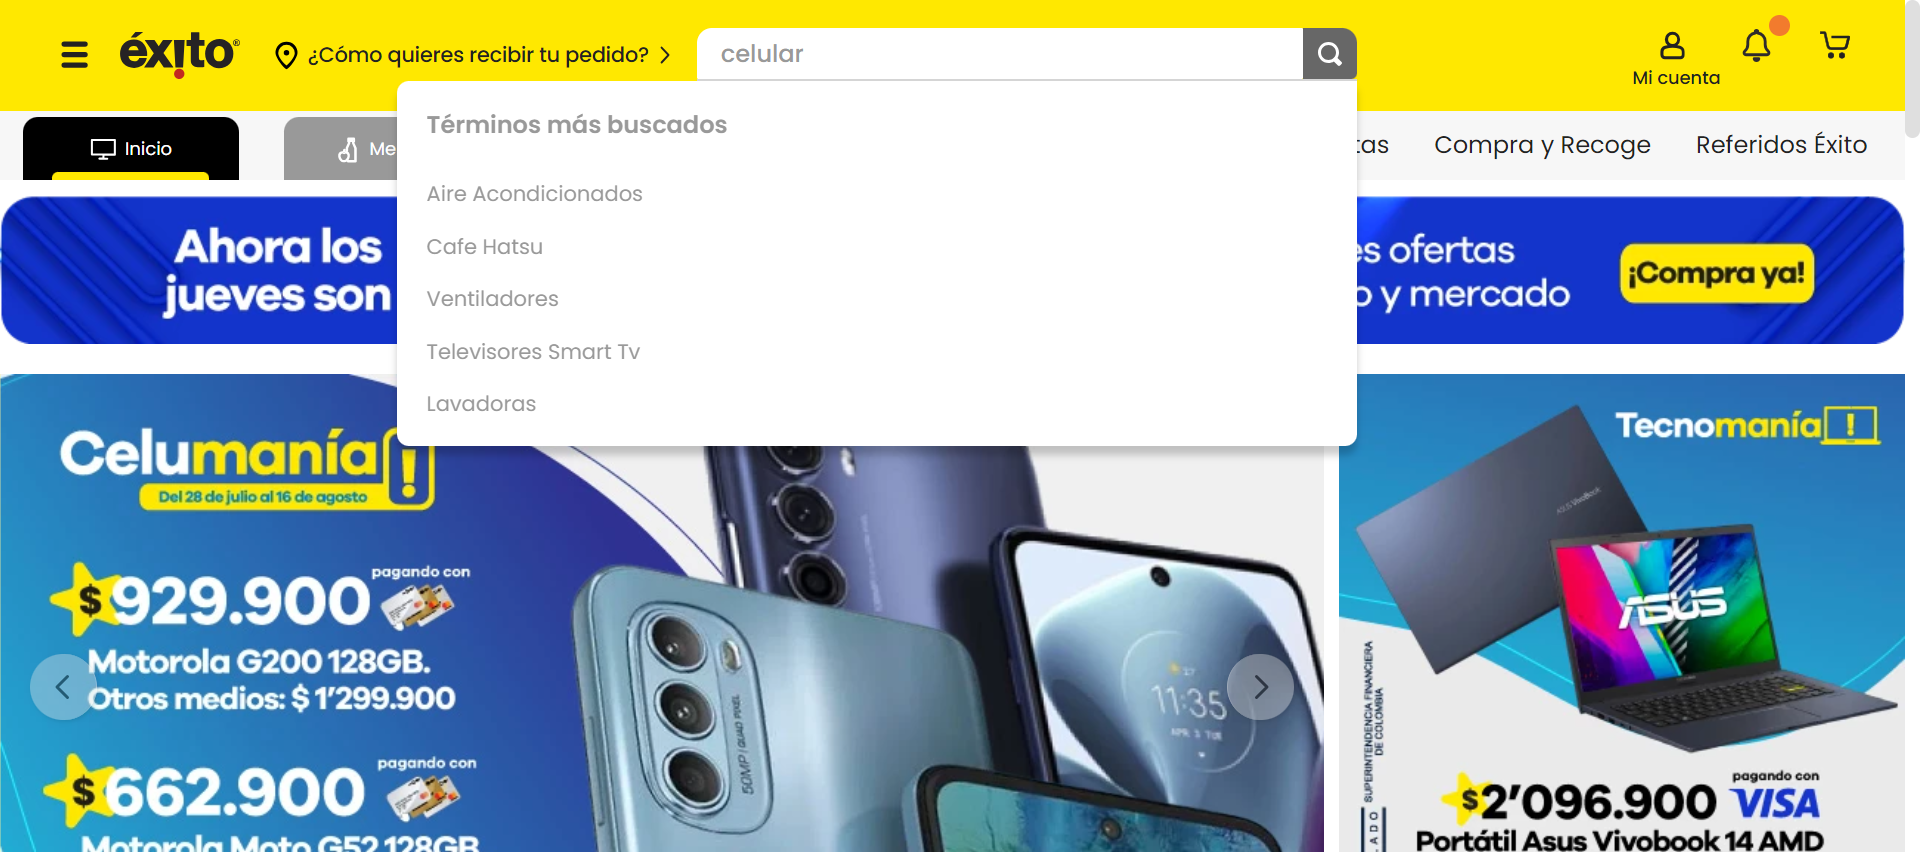 éxito®
¿Cómo quieres recibir tu pedido?
celular
Mi cuenta
Términos más buscados
Aire Acondicionados
Cafe Hatsu
Ventiladores
Televisores Smart Tv
Lavadoras
Inicio
Me
tas
Compra y Recoge
Referidos Éxito
Ahora los
jueves son
es ofertas
o y mercado
¡Compra ya!
Celumanía!
Del 28 de julio al 16 de agosto
$929.900
pagando con
Motorola G200 128GB.
Otros medios: $ 1'299.900
$662.900
pagando con
Motorola Moto G52 128GB
50MP | QUAD PIXEL
11:35
Tecnomanía!
ASUS VivoBook
ASUS
SUPERINTENDENCIA FINANCIERA
DE COLOMBIA
LADO
$2'096.900
pagando con
VISA
Portátil Asus Vivobook 14 AMD